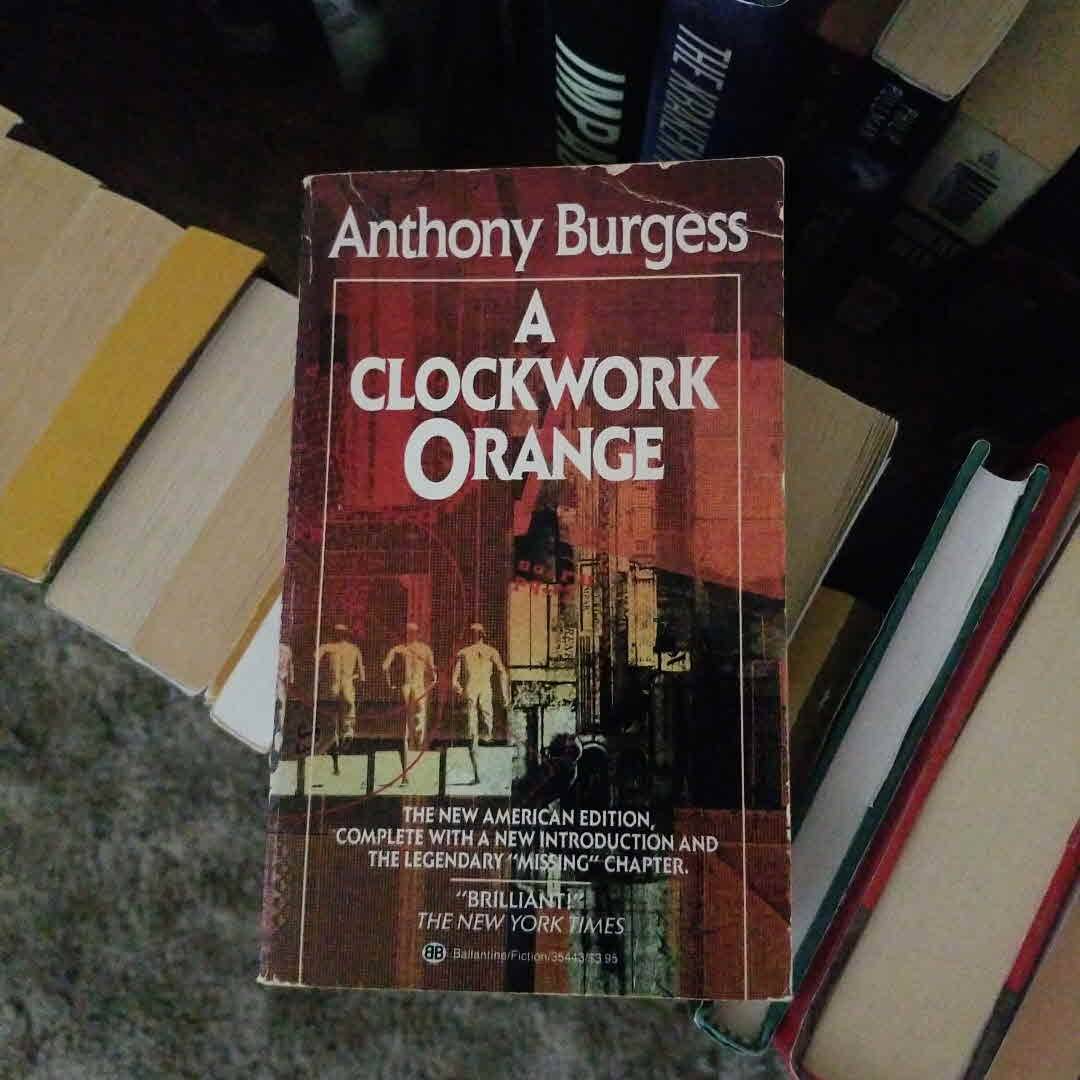 Anthony Burgess
A
CLOCKWORK
ORANGE
THE NEW AMERICAN EDITION,
COMPLETE WITH A NEW INTRODUCTION AND
THE LEGENDARY "MISSING" CHAPTER.
"BRILLIANT!"
THE NEW YORK TIMES
BB Ballantine/Fiction/35443/$3.95